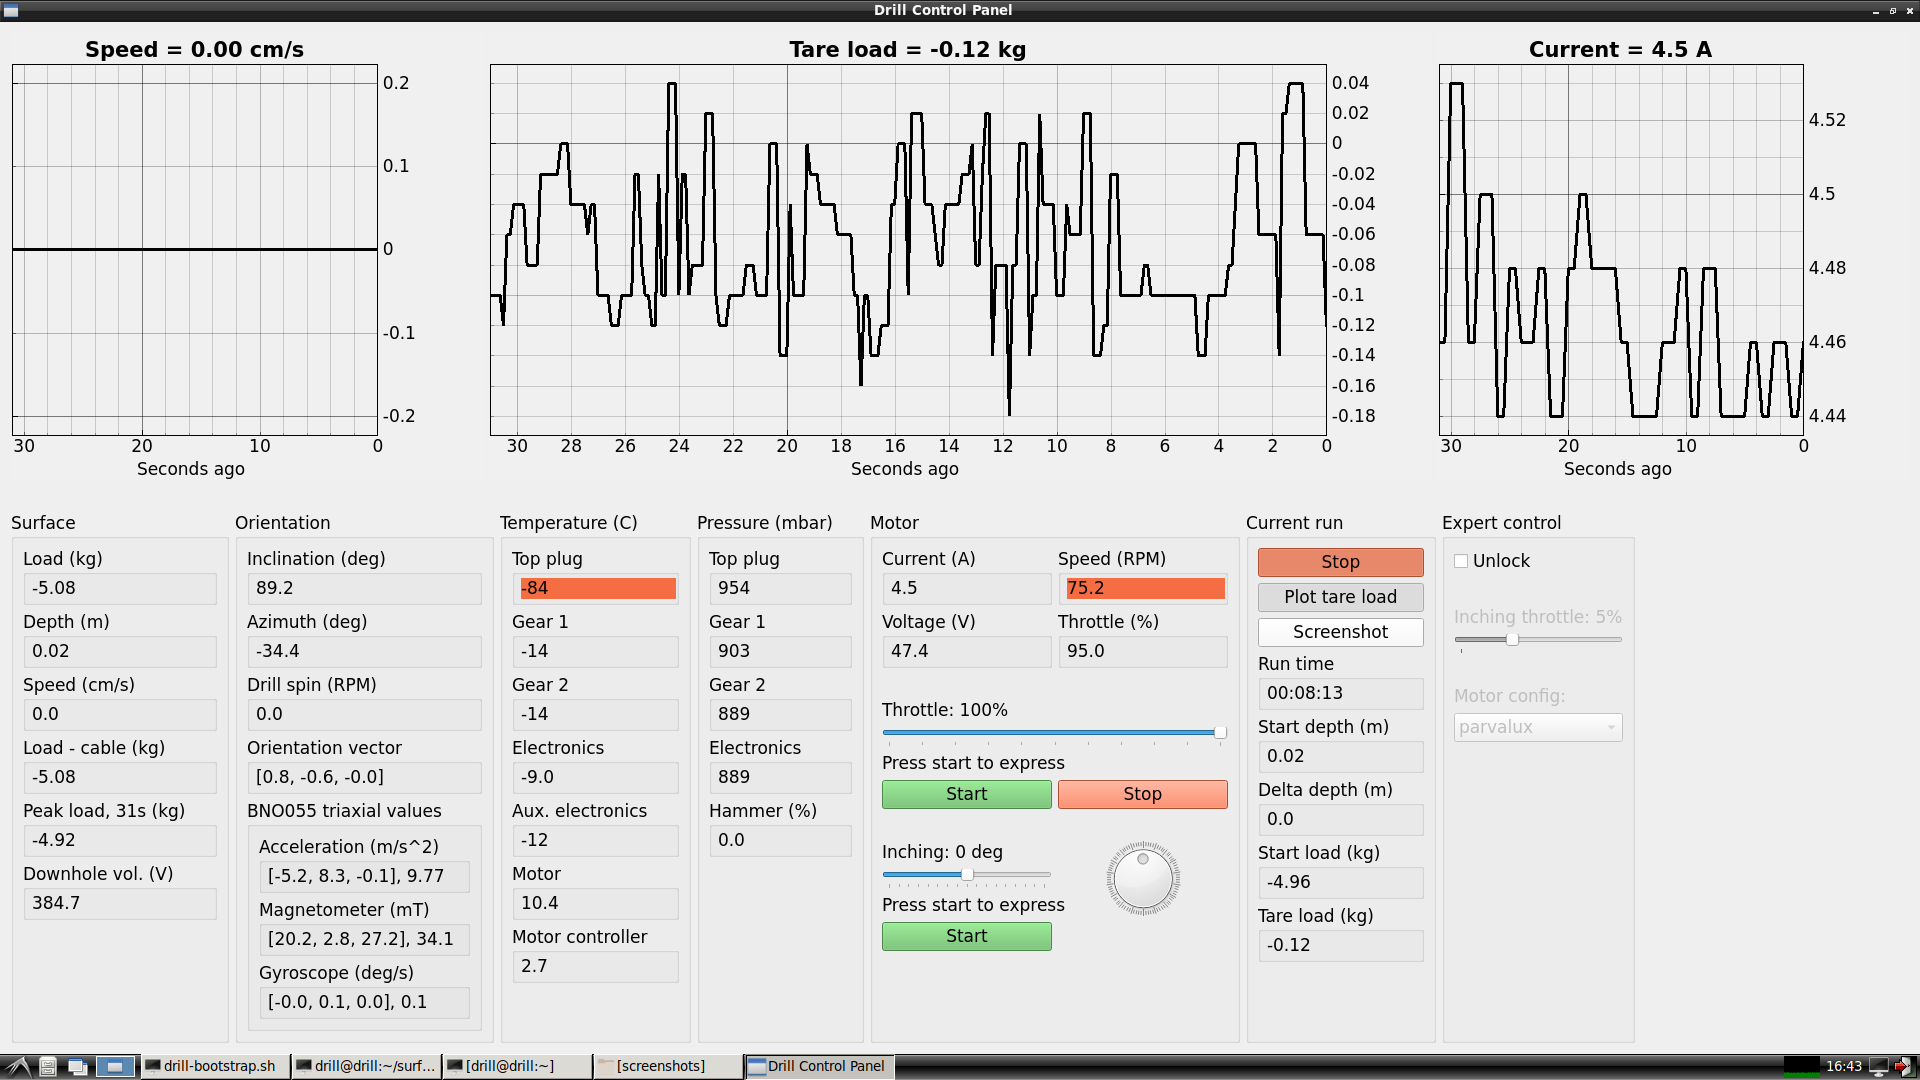 Drill Control Panel
Speed = 0.00 cm/s
0.2
0.1
0
-0.1
-0.2
30 20 10 0
Seconds ago
Tare load = -0.12 kg
0.04
0.02
0
-0.02
-0.04
-0.06
-0.08
-0.1
-0.12
-0.14
-0.16
-0.18
30 28 26 24 22 20 18 16 14 12 10 8 6 4 2 0
Seconds ago
Current = 4.5 A
4.52
4.5
4.48
4.46
4.44
30 20 10 0
Seconds ago
Surface
Load (kg)
-5.08
Depth (m)
0.02
Speed (cm/s)
0.0
Load - cable (kg)
-5.08
Peak load, 31s (kg)
-4.92
Downhole vol. (V)
384.7
Orientation
Inclination (deg)
89.2
Azimuth (deg)
-34.4
Drill spin (RPM)
0.0
Orientation vector
[0.8, -0.6, -0.0]
BNO055 triaxial values
Acceleration (m/s^2)
[-5.2, 8.3, -0.1], 9.77
Magnetometer (mT)
[20.2, 2.8, 27.2], 34.1
Gyroscope (deg/s)
[-0.0, 0.1, 0.0], 0.1
Temperature (C)
Top plug
-84
Gear 1
-14
Gear 2
-14
Electronics
-9.0
Aux. electronics
-12
Motor
10.4
Motor controller
2.7
Pressure (mbar)
Top plug
954
Gear 1
903
Gear 2
889
Electronics
889
Hammer (%)
0.0
Motor
Current (A) Speed (RPM)
4.5 75.2
Voltage (V) Throttle (%)
47.4 95.0
Throttle: 100%
Press start to express
Start Stop
Inching: 0 deg
Press start to express
Start
Current run
Stop
Plot tare load
Screenshot
Run time
00:08:13
Start depth (m)
0.02
Delta depth (m)
0.0
Start load (kg)
-4.96
Tare load (kg)
-0.12
Expert control
Unlock
Inching throttle: 5%
Motor config:
parvalux
drill-bootstrap.sh drill@drill:~/surf... [drill@drill:~] [screenshots] Drill Control Panel 16:43